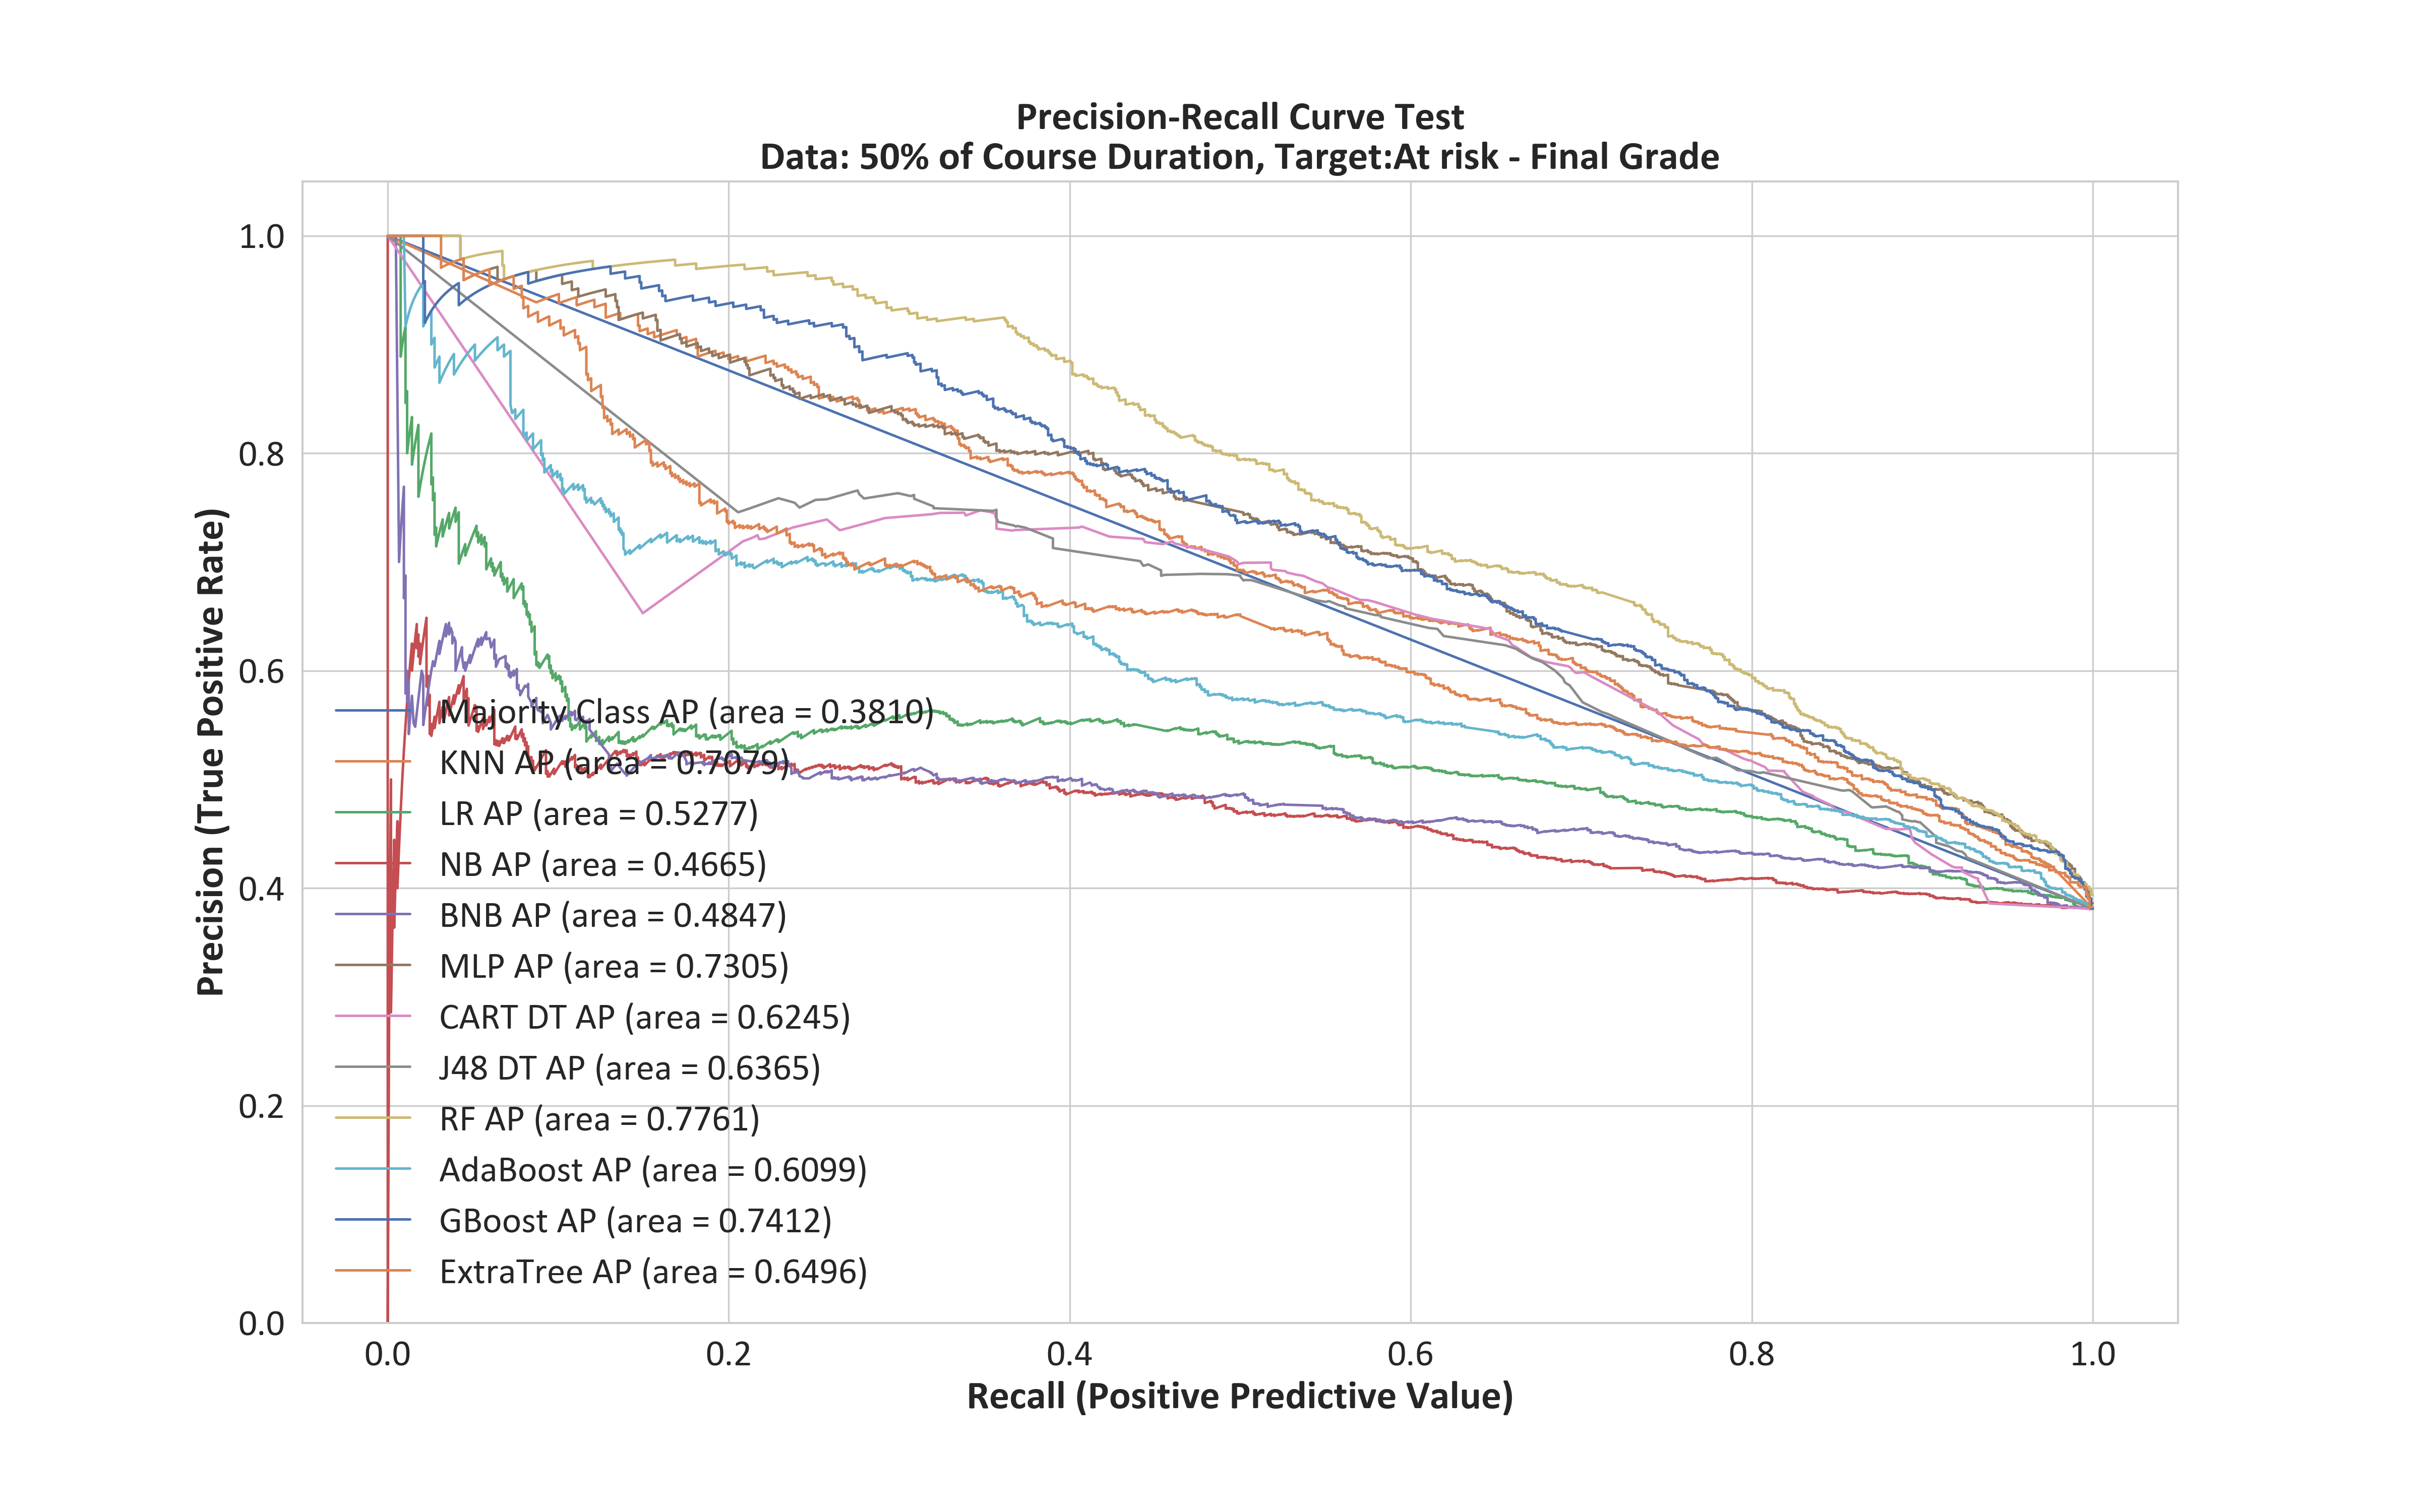 Precision-Recall Curve Test
Data: 50% of Course Duration, Target:At risk - Final Grade
Precision (True Positive Rate)
1.0
0.8
0.6
0.4
0.2
0.0
Majority Class AP (area = 0.3810)
KNN AP (area = 0.7079)
LR AP (area = 0.5277)
NB AP (area = 0.4665)
BNB AP (area = 0.4847)
MLP AP (area = 0.7305)
CART DT AP (area = 0.6245)
J48 DT AP (area = 0.6365)
RF AP (area = 0.7761)
AdaBoost AP (area = 0.6099)
GBoost AP (area = 0.7412)
ExtraTree AP (area = 0.6496)
0.0 0.2 0.4 0.6 0.8 1.0
Recall (Positive Predictive Value)